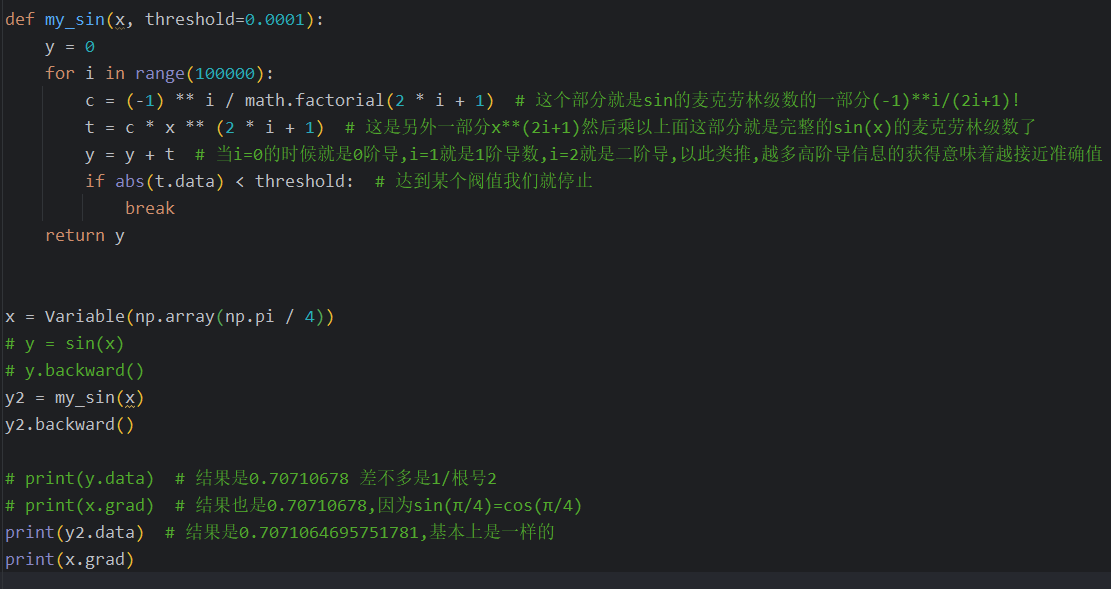 def my_sin(x, threshold=0.0001):
    y = 0
    for i in range(100000):
        c = (-1) ** i / math.factorial(2 * i + 1)  # 这个部分就是sin的麦克劳林级数的一部分(-1)**i/(2i+1)!
        t = c * x ** (2 * i + 1)  # 这是另外一部分x**(2i+1)然后乘以上面这部分就是完整的sin(x)的麦克劳林级数了
        y = y + t  # 当i=0的时候就是0阶导,i=1就是1阶导数,i=2就是二阶导,以此类推,越多高阶导信息的获得意味着越接近准确值
        if abs(t.data) < threshold:  # 达到某个阀值我们就停止
            break
    return y
x = Variable(np.array(np.pi / 4))
# y = sin(x)
# y.backward()
y2 = my_sin(x)
y2.backward()
# print(y.data)  # 结果是0.70710678 差不多是1/根号2
# print(x.grad)  # 结果也是0.70710678,因为sin(π/4)=cos(π/4)
print(y2.data)  # 结果是0.7071064695751781,基本上是一样的
print(x.grad)